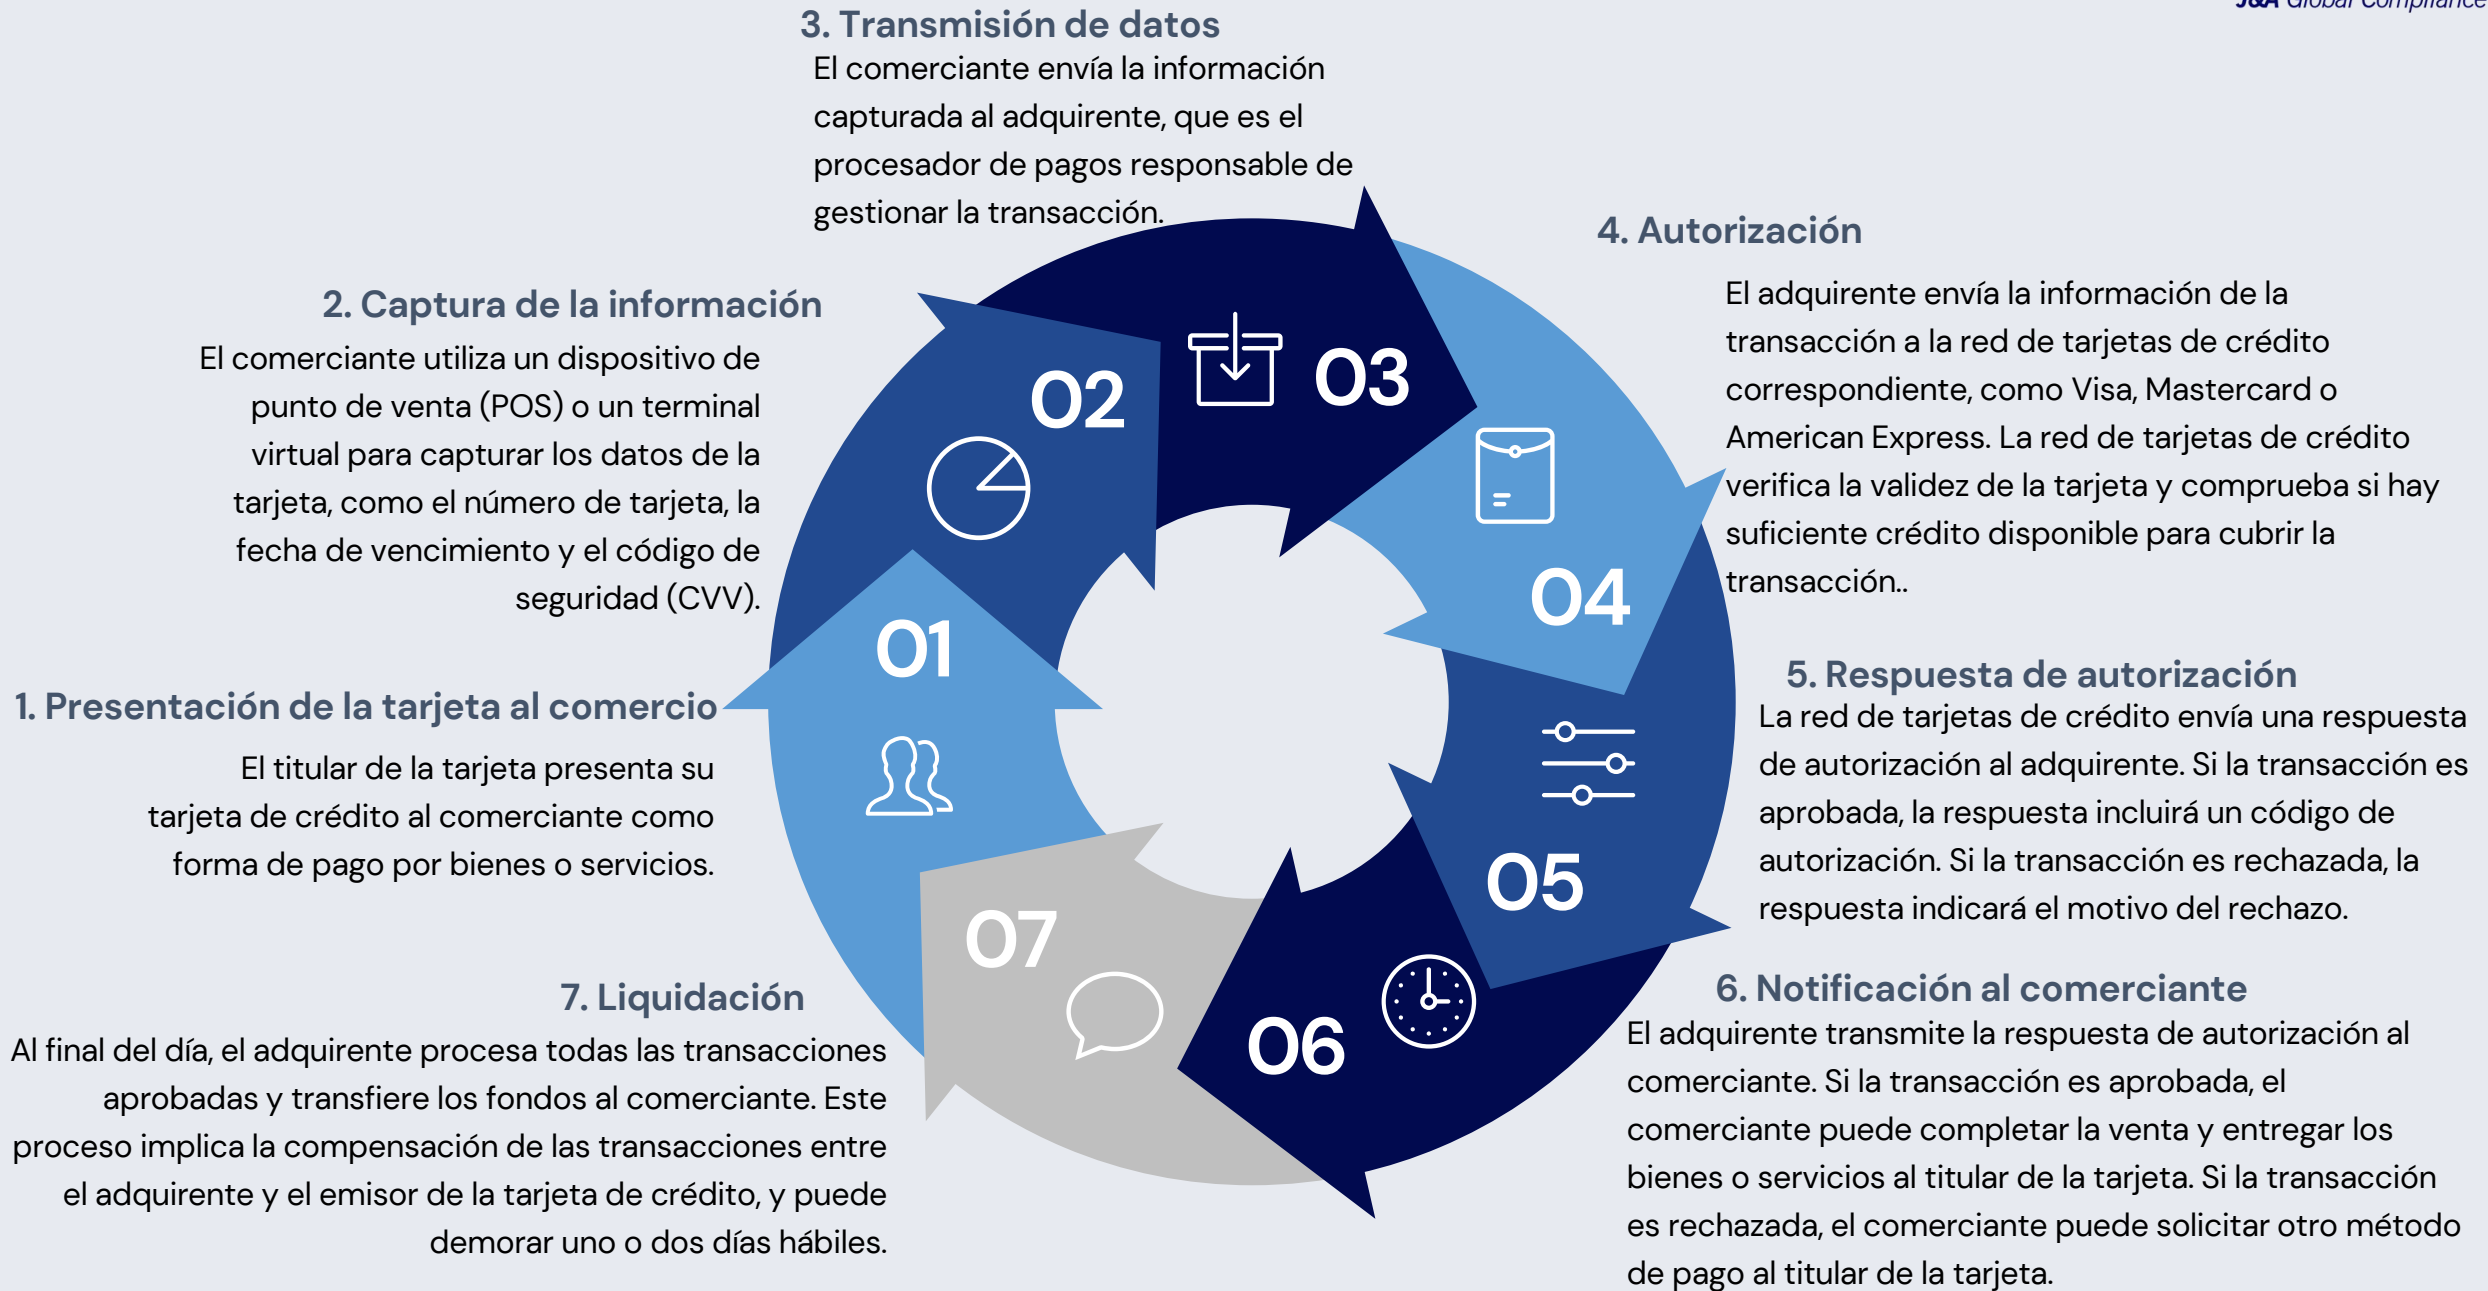 J&A Global Compliance
3. Transmisión de datos
El comerciante envía la información
capturada al adquirente, que es el
procesador de pagos responsable de
gestionar la transacción.
4. Autorización
El adquirente envía la información de la
transacción a la red de tarjetas de crédito
correspondiente, como Visa, Mastercard o
American Express. La red de tarjetas de crédito
verifica la validez de la tarjeta y comprueba si hay
suficiente crédito disponible para cubrir la
transacción..
2. Captura de la información
El comerciante utiliza un dispositivo de
punto de venta (POS) o un terminal
virtual para capturar los datos de la
tarjeta, como el número de tarjeta, la
fecha de vencimiento y el código de
seguridad (CVV).
03
02
04
01
05
07
06
1. Presentación de la tarjeta al comercio
El titular de la tarjeta presenta su
tarjeta de crédito al comerciante como
forma de pago por bienes o servicios.
5. Respuesta de autorización
La red de tarjetas de crédito envía una respuesta
de autorización al adquirente. Si la transacción es
aprobada, la respuesta incluirá un código de
autorización. Si la transacción es rechazada, la
respuesta indicará el motivo del rechazo.
7. Liquidación
Al final del día, el adquirente procesa todas las transacciones
aprobadas y transfiere los fondos al comerciante. Este
proceso implica la compensación de las transacciones entre
el adquirente y el emisor de la tarjeta de crédito, y puede
demorar uno o dos días hábiles.
6. Notificación al comerciante
El adquirente transmite la respuesta de autorización al
comerciante. Si la transacción es aprobada, el
comerciante puede completar la venta y entregar los
bienes o servicios al titular de la tarjeta. Si la transacción
es rechazada, el comerciante puede solicitar otro método
de pago al titular de la tarjeta.